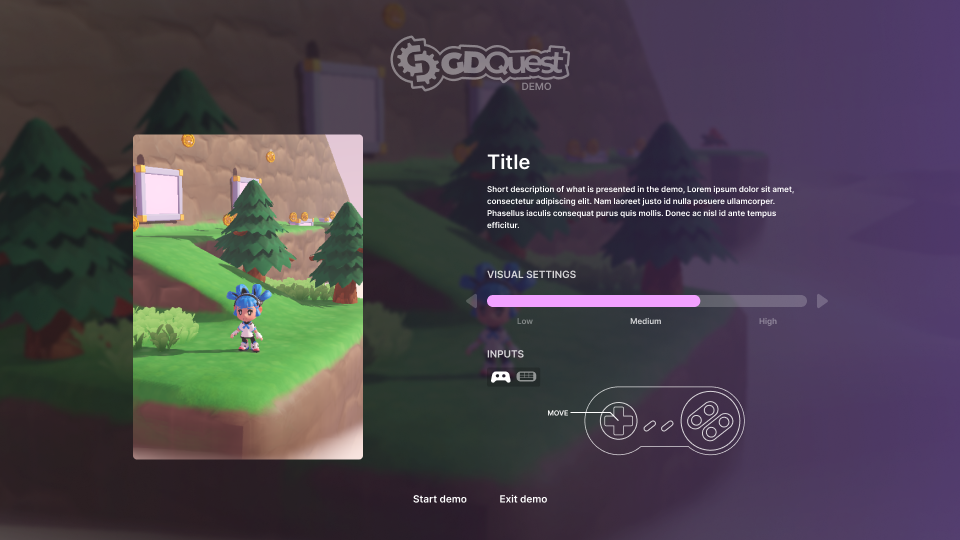 GDQuest
DEMO
Title
Short description of what is presented in the demo, Lorem ipsum dolor sit amet,
consectetur adipiscing elit. Nam laoreet justo id nulla posuere ullamcorper.
Phasellus iaculis consequat purus quis mollis. Donec ac nisl id ante tempus
efficitur.
VISUAL SETTINGS
Low
Medium
High
INPUTS
MOVE
Start demo
Exit demo